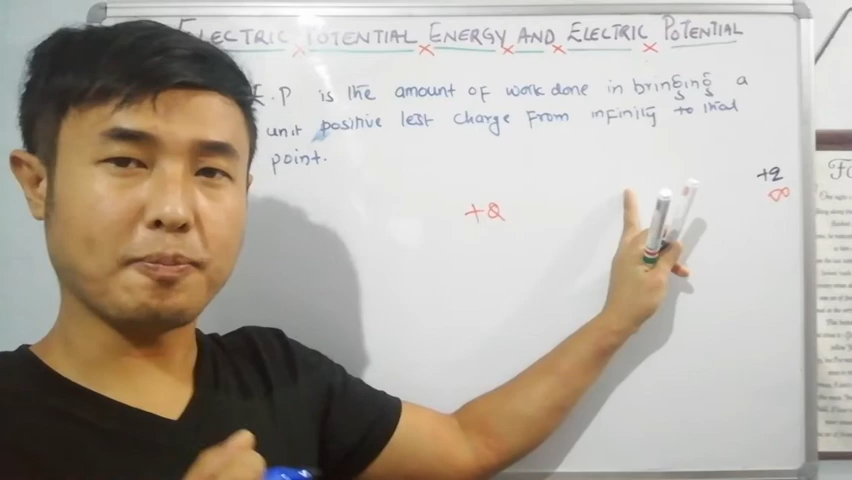 ELECTRIC POTENTIAL ENERGY AND ELECTRIC POTENTIAL
E.P is the amount of work done in bringing a
unit positive test charge from infinity to that
point.
+q
∞
+Q